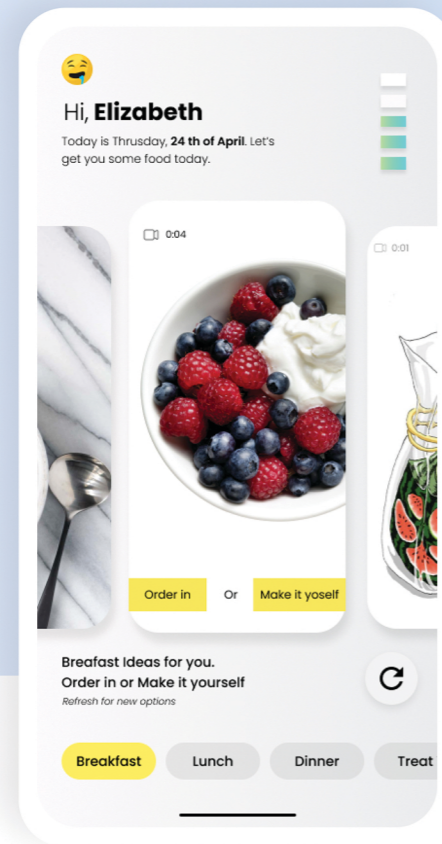 Hi, Elizabeth
Today is Thrusday, 24 th of April. Let's
get you some food today.
0:04
0:01
Order in
Or
Make it yoself
Breafast Ideas for you.
Order in or Make it yourself
Refresh for new options
Breakfast
Lunch
Dinner
Treat